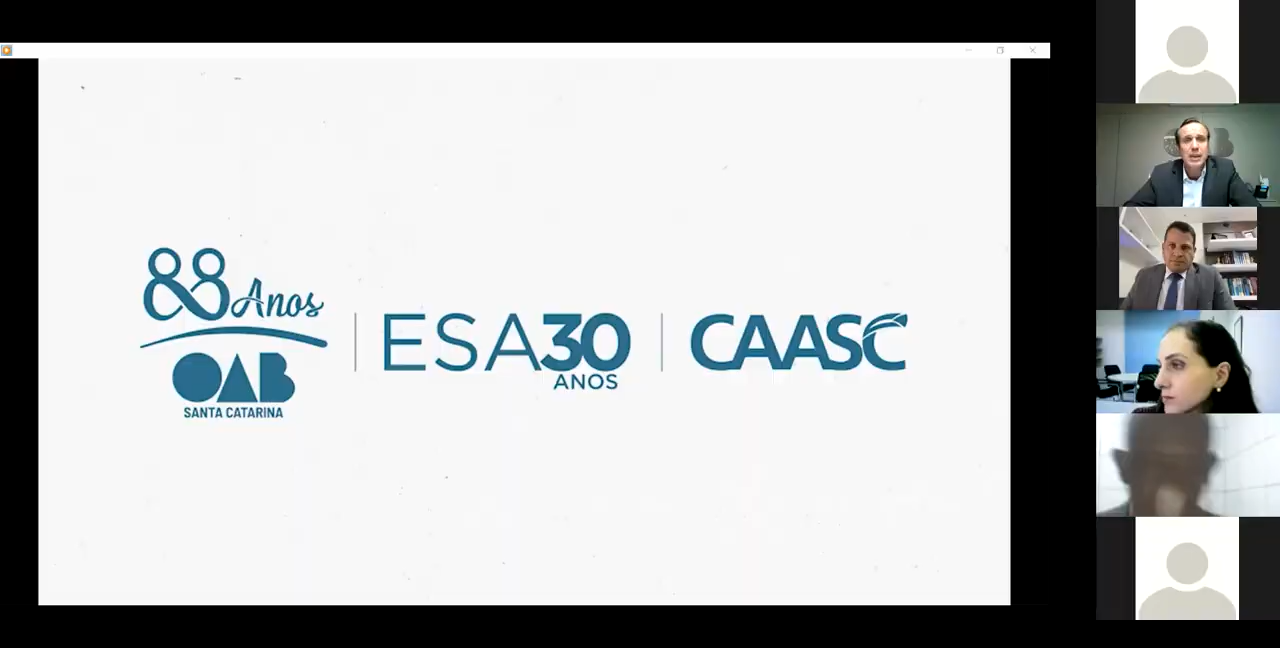 88 Anos
OAB
SANTA CATARINA
ESA30
ANOS
CAASC